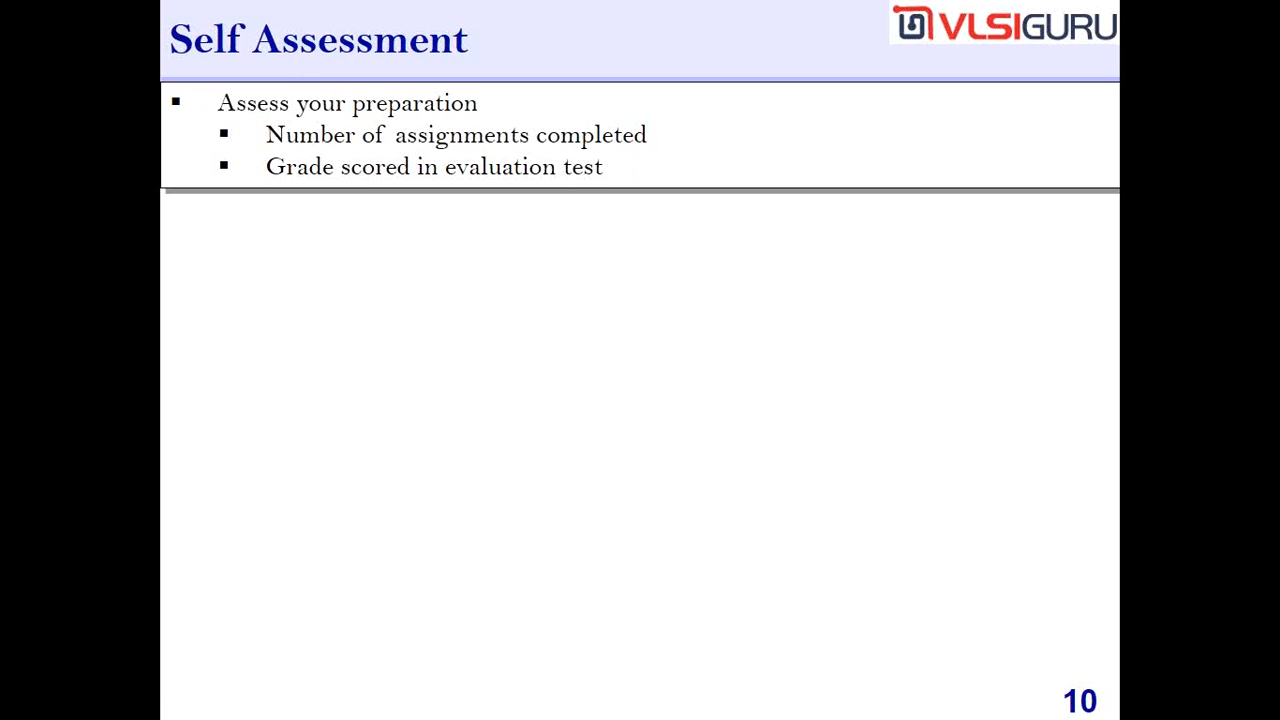 Self Assessment
VLSIGURU
▪ Assess your preparation
▪ Number of assignments completed
▪ Grade scored in evaluation test
10